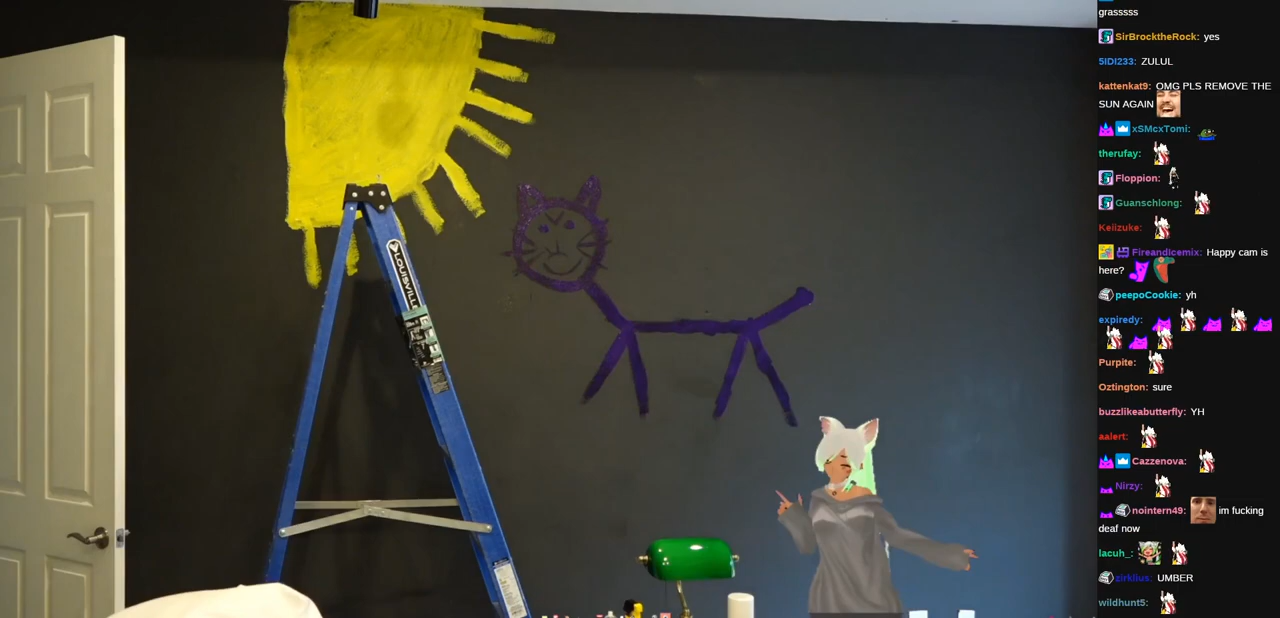 LOUISVILLE
grasssss
SirBrocktheRock: yes
5IDI233: ZULUL
kattenkat9: OMG PLS REMOVE THE
SUN AGAIN
xSMcxTomi:
therufay:
Floppion:
Guanschlong:
Keiizuke:
FireandIcemix: Happy cam is
here?
peepoCookie: yh
expiredy:
Purpite:
Oztington: sure
buzzlikeabutterfly: YH
aalert:
Cazzenova:
Nirzy:
nointern49: im fucking
deaf now
lacuh_:
zirklius: UMBER
wildhunt5: